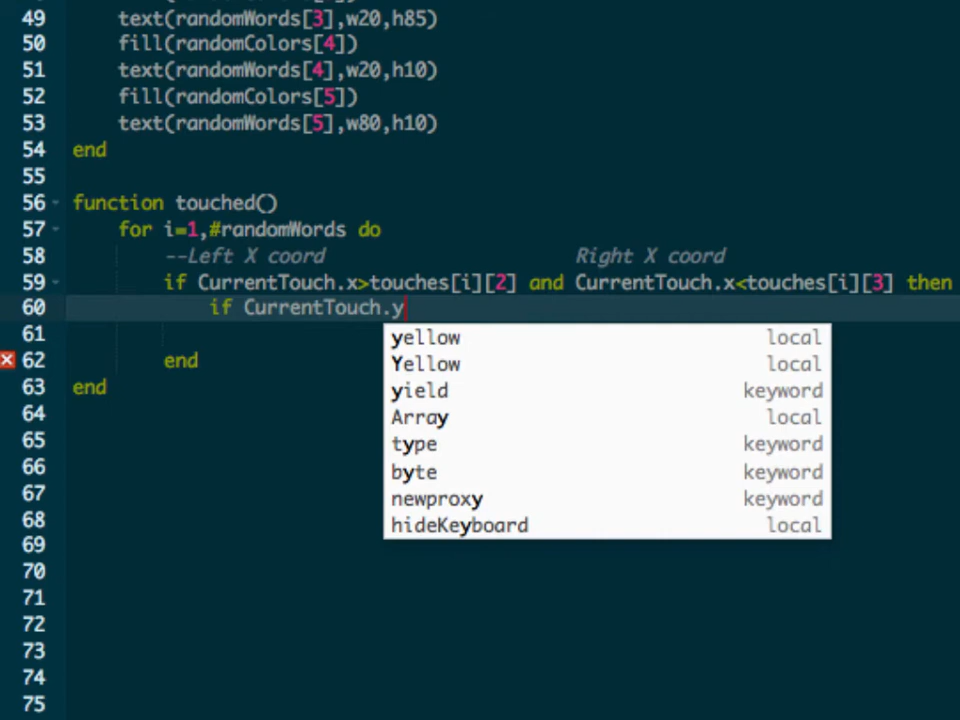 49 text(randomWords[3],w20,h85)
50 fill(randomColors[4])
51 text(randomWords[4],w20,h10)
52 fill(randomColors[5])
53 text(randomWords[5],w80,h10)
54 end
55
56 function touched()
57 for i=1,#randomWords do
58 --Left X coord Right X coord
59 if CurrentTouch.x>touches[i][2] and CurrentTouch.x<touches[i][3] then
60 if CurrentTouch.y
61
yellow local
62 end
Yellow local
63 end
yield keyword
64
Array local
65
type keyword
66
byte keyword
67
newproxy keyword
68
hideKeyboard local
69
70
71
72
73
74
75